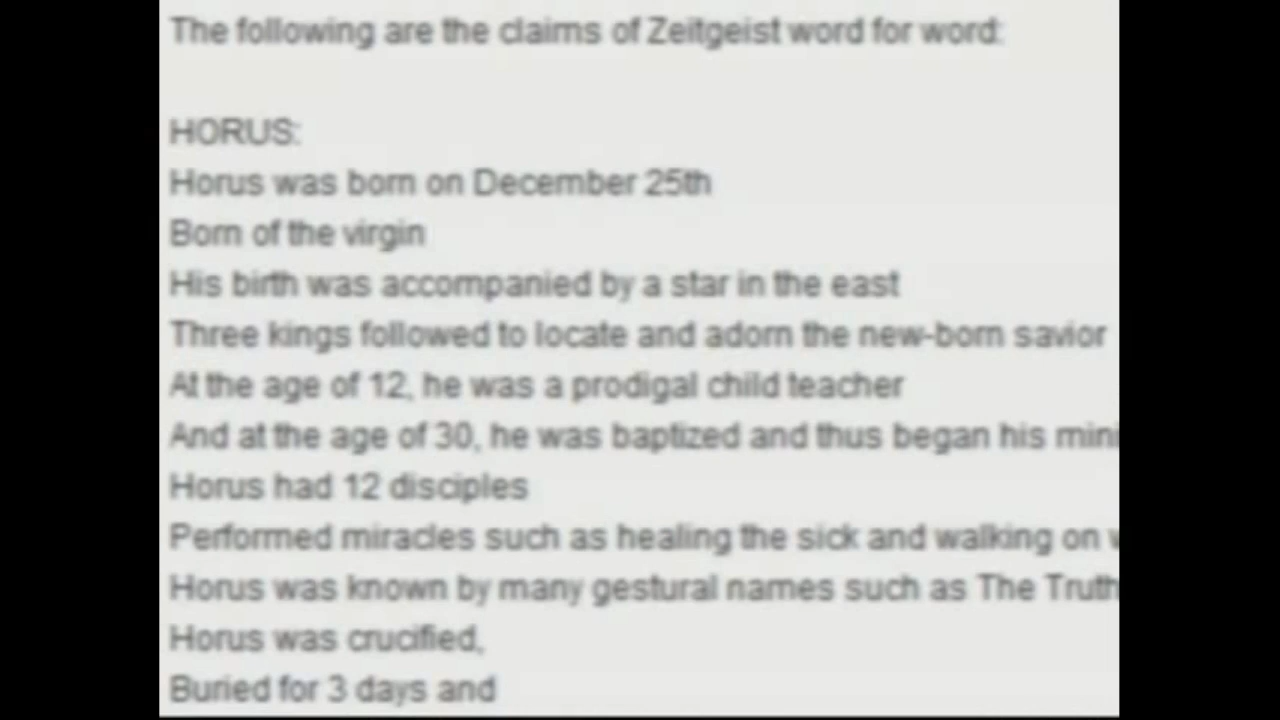 The following are the claims of Zeitgeist word for word:
HORUS:
Horus was born on December 25th
Born of the virgin
His birth was accompanied by a star in the east
Three kings followed to locate and adorn the new-born savior
At the age of 12, he was a prodigal child teacher
And at the age of 30, he was baptized and thus began his mini
Horus had 12 disciples
Performed miracles such as healing the sick and walking on
Horus was known by many gestural names such as The Truth
Horus was crucified,
Buried for 3 days and